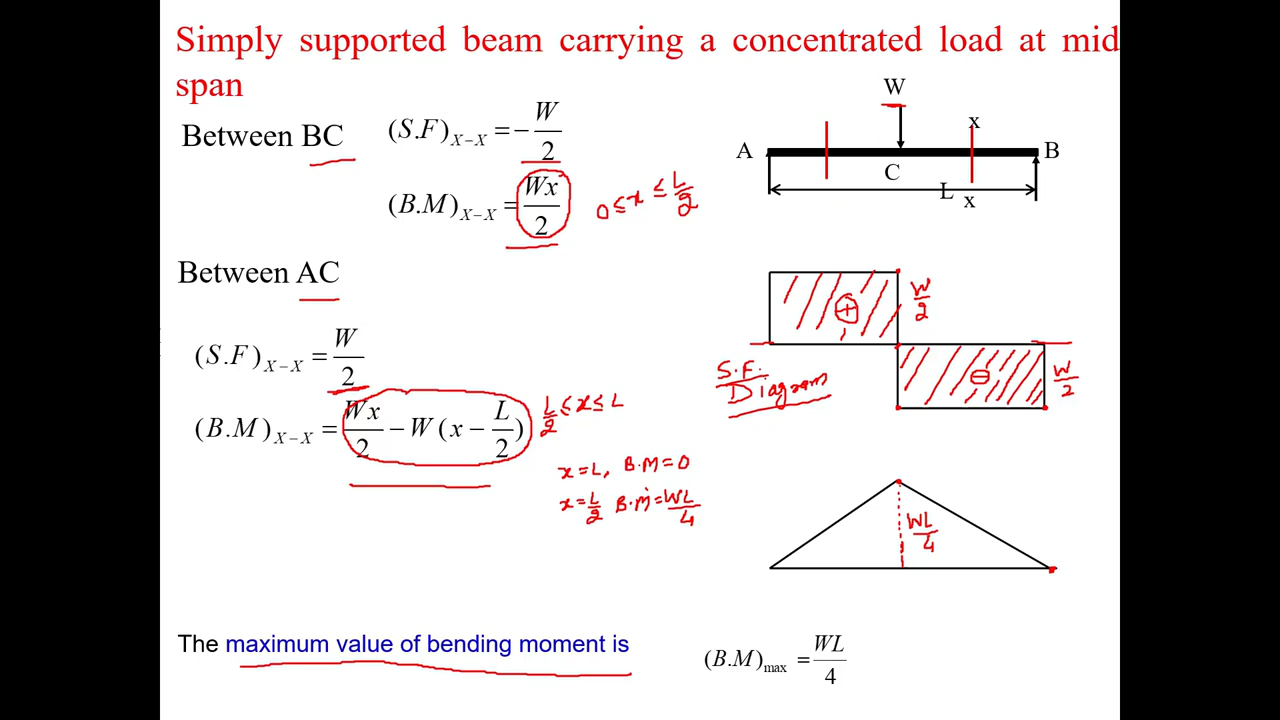 Simply supported beam carrying a concentrated load at mid
span
Between BC
(S.F)X−X = − W/2
(B.M)X−X = Wx/2
0 ≤ x ≤ L/2
Between AC
(S.F)X−X = W/2
(B.M)X−X = Wx/2 − W(x − L/2)
L/2 ≤ x ≤ L
x = L, B.M = 0
x = L/2 B.M = WL/4
W
x
A
B
C
L
x
⊕
W/2
⊖
W/2
S.F.
Diagram
WL/4
The maximum value of bending moment is
(B.M)max = WL/4